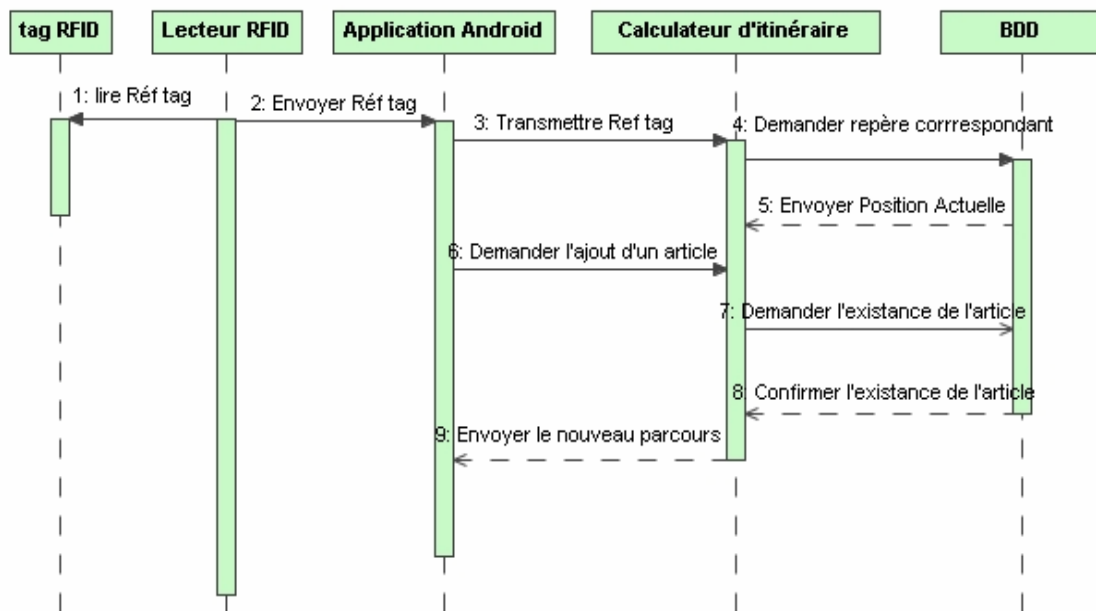 tag RFID
Lecteur RFID
Application Android
Calculateur d'itinéraire
BDD
1: lire Réf tag
2: Envoyer Réf tag
3: Transmettre Ref tag
4: Demander repère corrrespondant
5: Envoyer Position Actuelle
6: Demander l'ajout d'un article
7: Demander l'existance de l'article
8: Confirmer l'existance de l'article
9: Envoyer le nouveau parcours